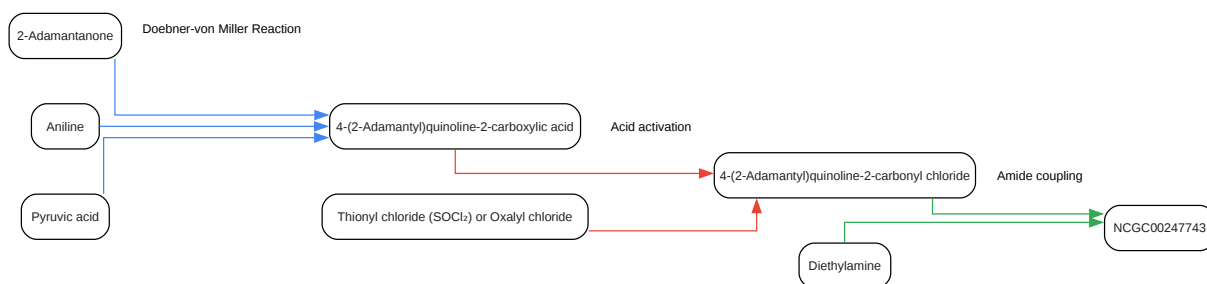 2-Adamantanone
Doebner-von Miller Reaction
Aniline
4-(2-Adamantyl)quinoline-2-carboxylic acid
Acid activation
4-(2-Adamantyl)quinoline-2-carbonyl chloride
Amide coupling
Pyruvic acid
Thionyl chloride (SOCl₂) or Oxalyl chloride
NCGC00247743
Diethylamine